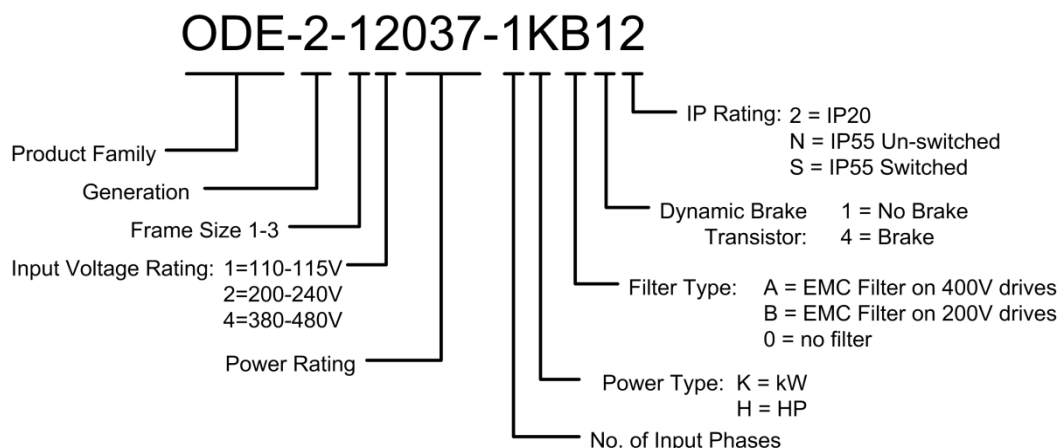 ODE-2-12037-1KB12
IP Rating: 2 = IP20
N = IP55 Un-switched
S = IP55 Switched
Product Family
Generation
Dynamic Brake 1 = No Brake
Transistor: 4 = Brake
Frame Size 1-3
Input Voltage Rating: 1=110-115V
2=200-240V
4=380-480V
Filter Type: A = EMC Filter on 400V drives
B = EMC Filter on 200V drives
0 = no filter
Power Rating
Power Type: K = kW
H = HP
No. of Input Phases